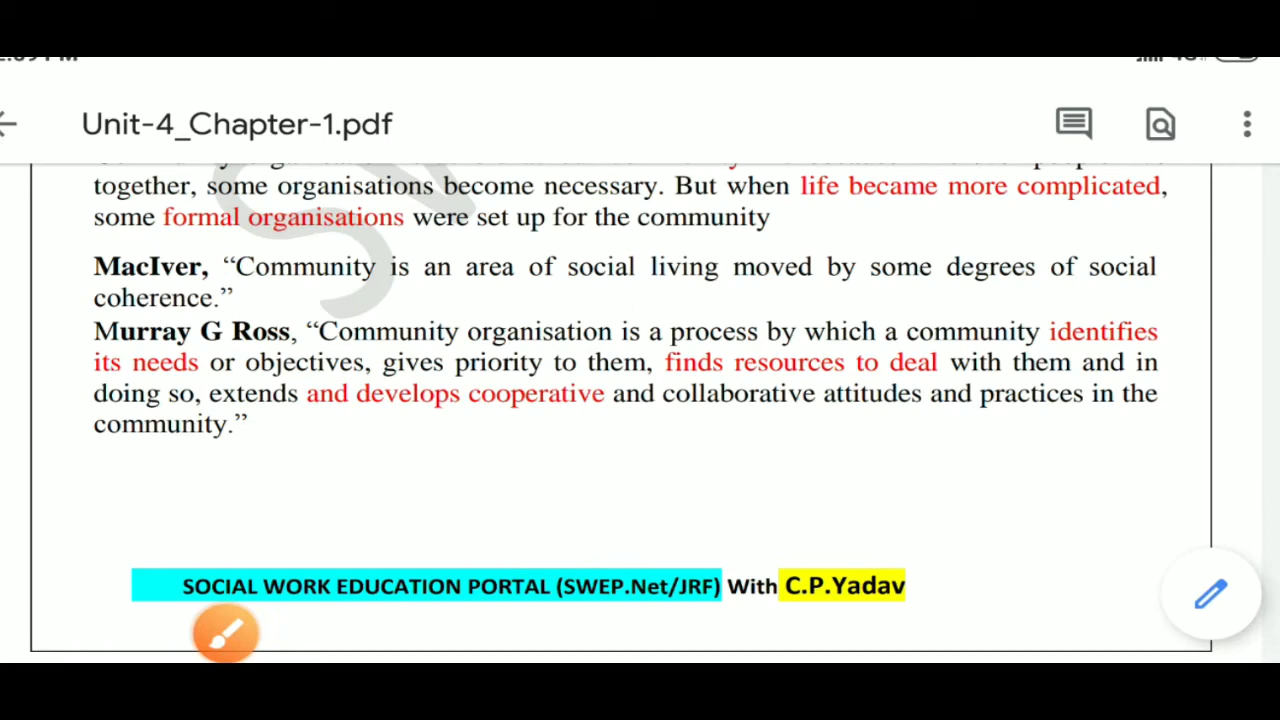 Unit-4_Chapter-1.pdf
together, some organisations become necessary. But when life became more complicated,
some formal organisations were set up for the community
MacIver, “Community is an area of social living moved by some degrees of social
coherence.”
Murray G Ross, “Community organisation is a process by which a community identifies
its needs or objectives, gives priority to them, finds resources to deal with them and in
doing so, extends and develops cooperative and collaborative attitudes and practices in the
community.”
SOCIAL WORK EDUCATION PORTAL (SWEP.Net/JRF) With C.P.Yadav